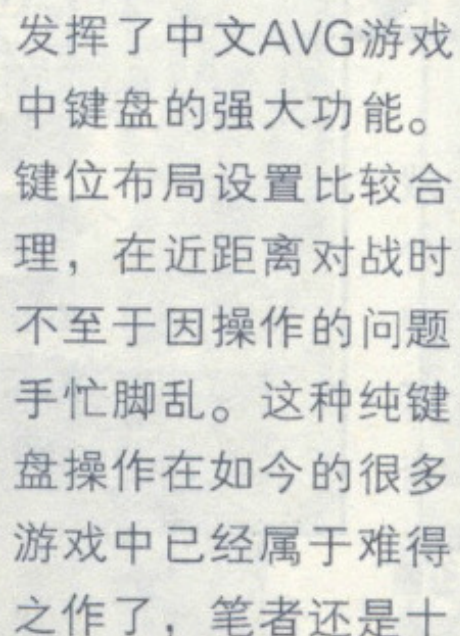 发挥了中文AVG游戏
中键盘的强大功能。
键位布局设置比较合
理，在近距离对战时
不至于因操作的问题
手忙脚乱。这种纯键
盘操作在如今的很多
游戏中已经属于难得
之作了，笔者还是十